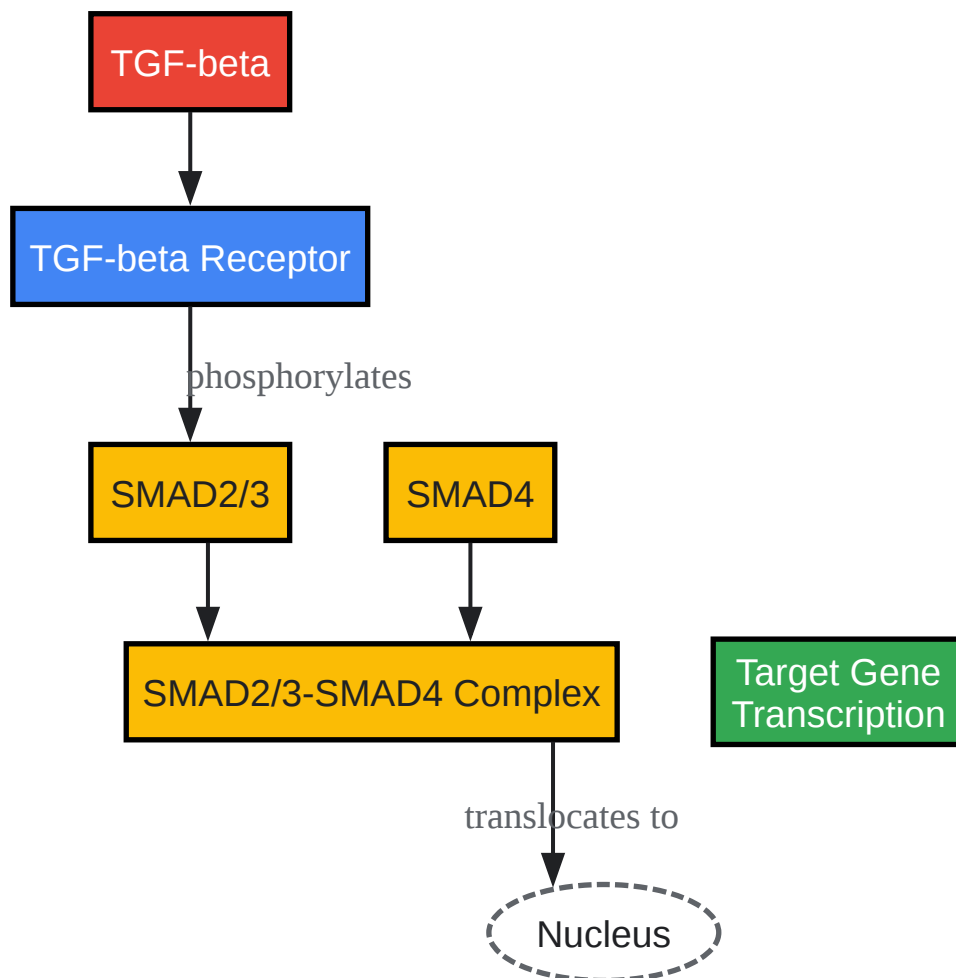 TGF-beta
TGF-beta Receptor
phosphorylates
SMAD2/3
SMAD4
SMAD2/3-SMAD4 Complex
Target Gene
Transcription
translocates to
Nucleus